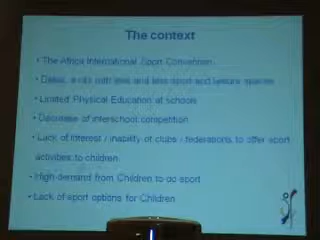 The context
• The Africa International Sport Convention
• Dakar, a city with less and less sport and leisure spaces
• Limited Physical Education at schools
• Decrease of interschool competition
• Lack of interest / inability of clubs / federations to offer sport
activities to children
• High demand from Children to do sport
• Lack of sport options for Children